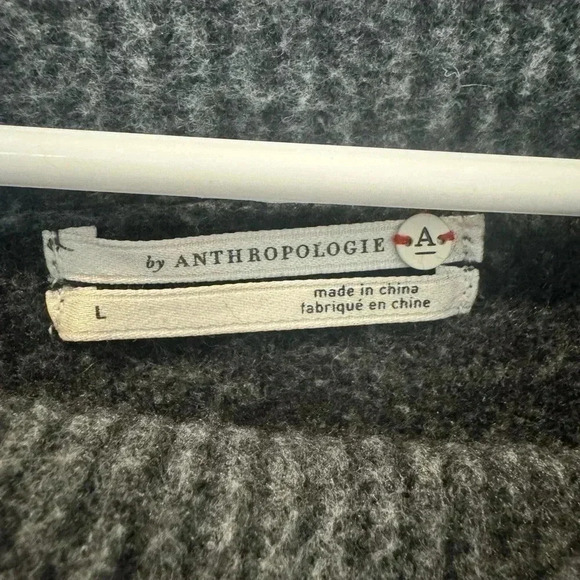 by ANTHROPOLOGIE A
L
made in china
fabriqué en chine